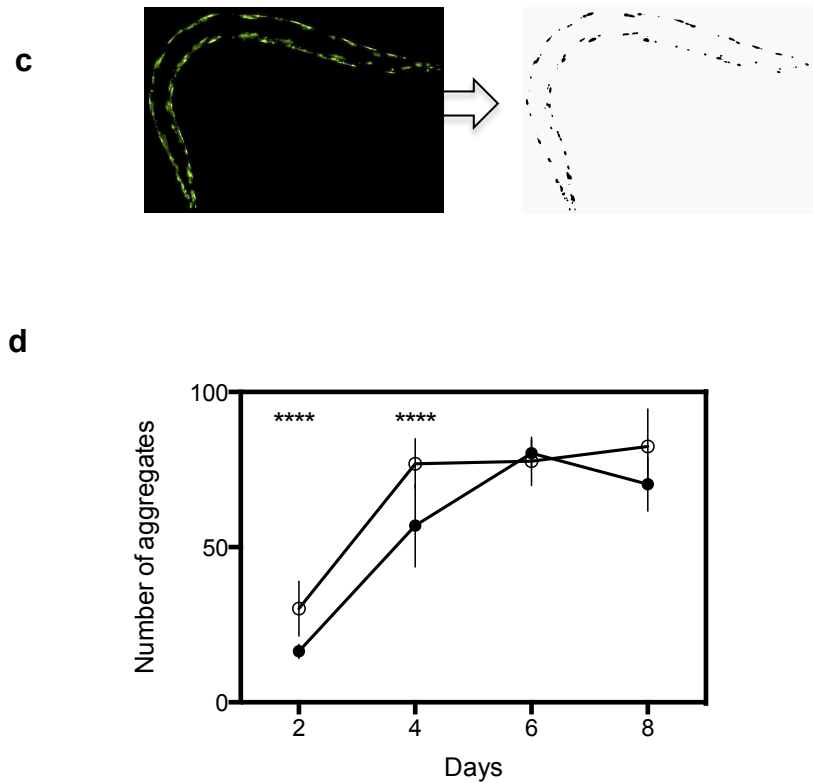 c
d
100
50
0
Number of aggregates
**** ****
2 4 6 8
Days